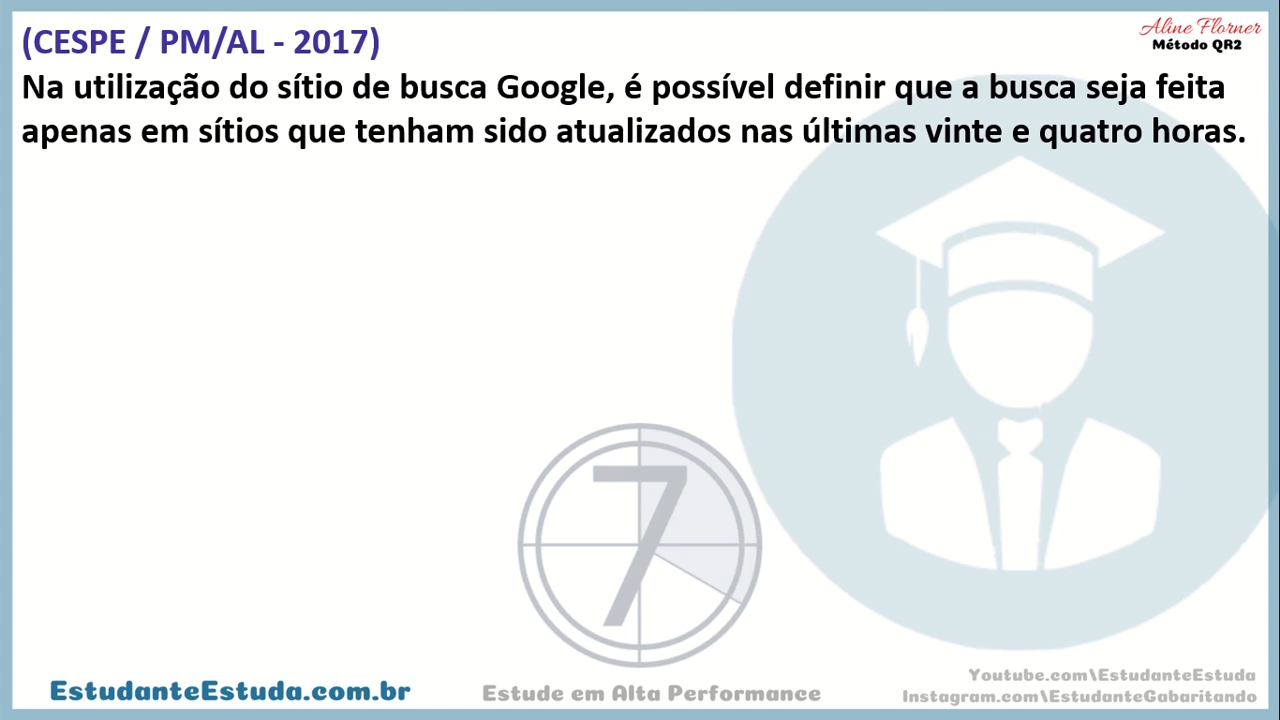 (CESPE / PM/AL - 2017)
Aline Florner
Método QR2
Na utilização do sítio de busca Google, é possível definir que a busca seja feita
apenas em sítios que tenham sido atualizados nas últimas vinte e quatro horas.
7
EstudanteEstuda.com.br
Estude em Alta Performance
Youtube.com\EstudanteEstuda
Instagram.com\EstudanteGabaritando